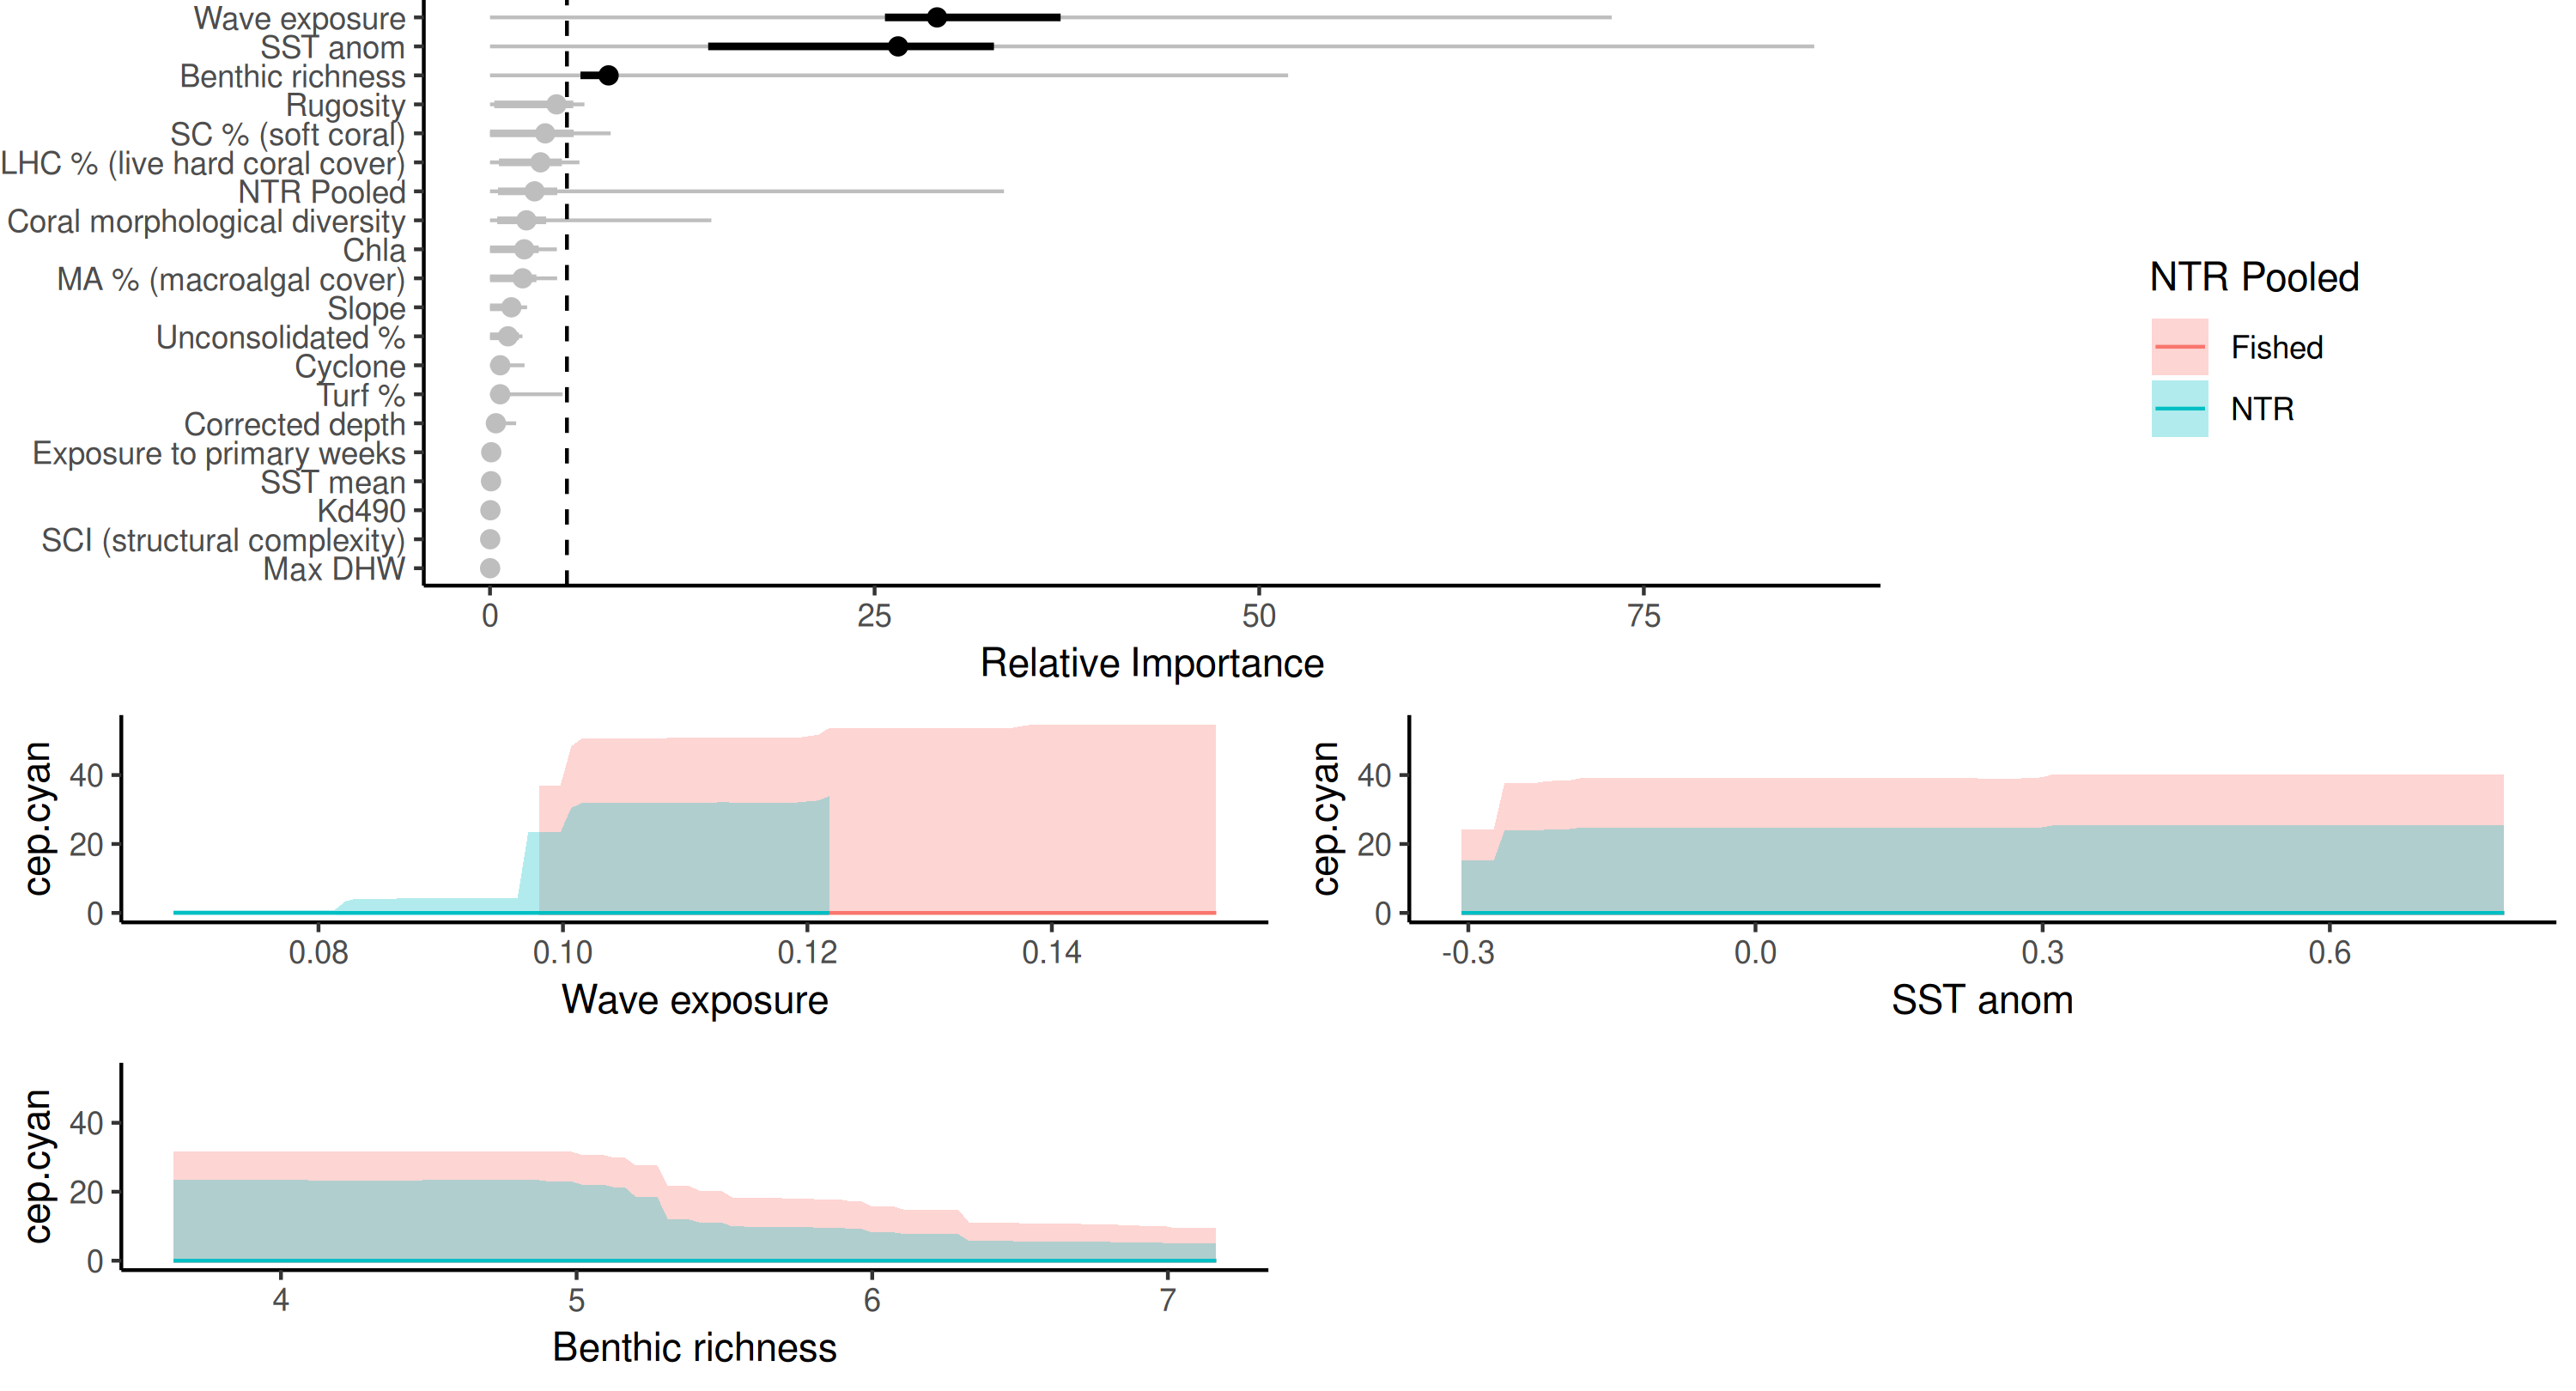 Wave exposure
SST anom
Benthic richness
Rugosity
SC % (soft coral)
LHC % (live hard coral cover)
NTR Pooled
Coral morphological diversity
Chla
MA % (macroalgal cover)
Slope
Unconsolidated %
Cyclone
Turf %
Corrected depth
Exposure to primary weeks
SST mean
Kd490
SCI (structural complexity)
Max DHW
0 25 50 75
Relative Importance
NTR Pooled
Fished
NTR
cep.cyan
40
20
0
0.08 0.10 0.12 0.14
Wave exposure
cep.cyan
40
20
0
-0.3 0.0 0.3 0.6
SST anom
cep.cyan
40
20
0
4 5 6 7
Benthic richness